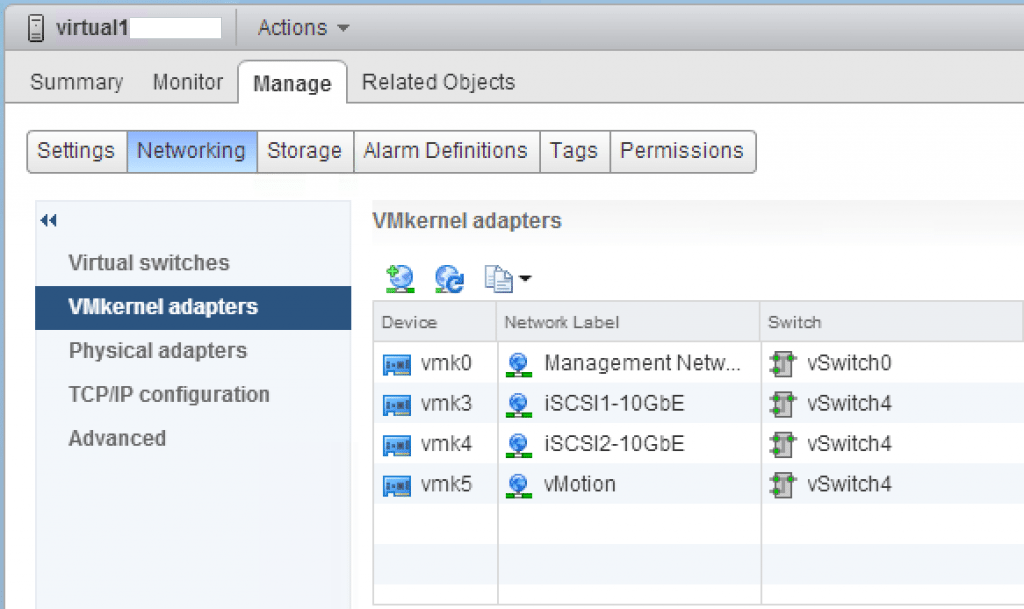 virtual1 Actions
Summary Monitor Manage Related Objects
Settings Networking Storage Alarm Definitions Tags Permissions
VMkernel adapters
Virtual switches
VMkernel adapters
Physical adapters
TCP/IP configuration
Advanced
Device Network Label Switch
vmk0 Management Netw... vSwitch0
vmk3 iSCSI1-10GbE vSwitch4
vmk4 iSCSI2-10GbE vSwitch4
vmk5 vMotion vSwitch4